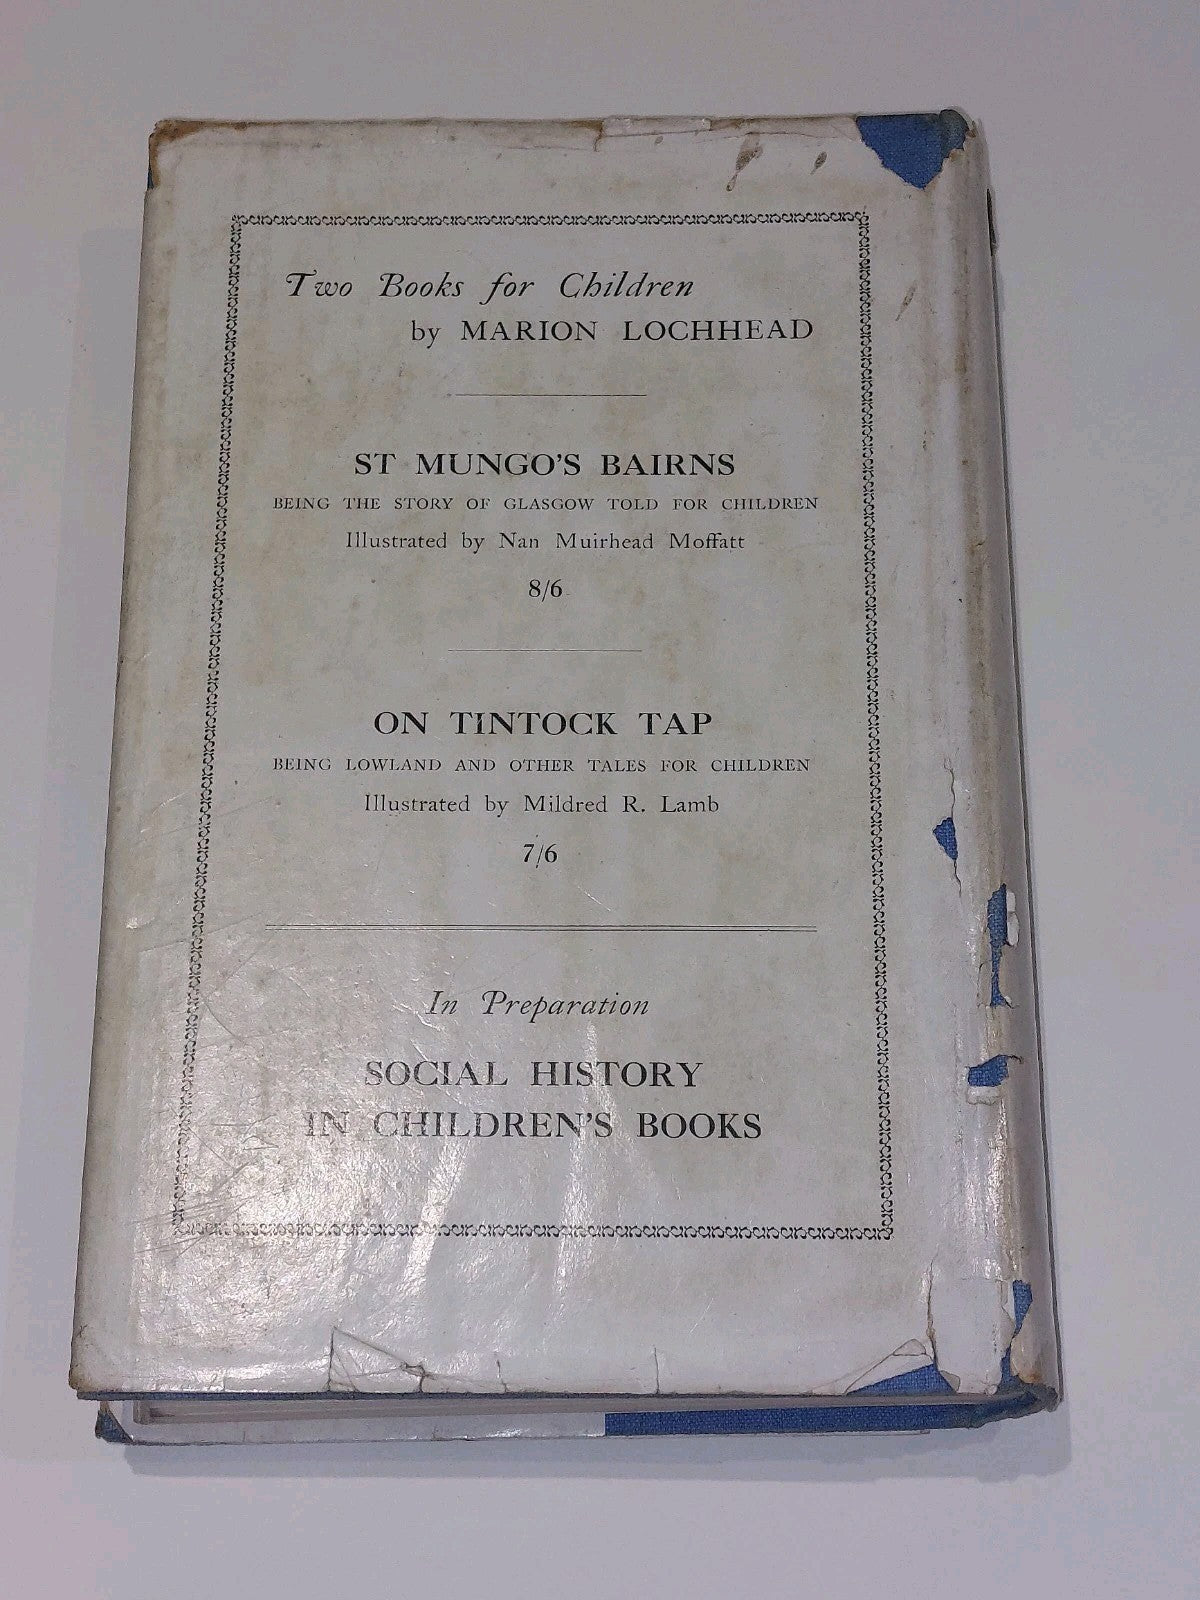 Two Books for Children
by MARION LOCHHEAD
ST MUNGO'S BAIRNS
BEING THE STORY OF GLASGOW TOLD FOR CHILDREN
Illustrated by Nan Muirhead Moffatt
8/6
ON TINTOCK TAP
BEING LOWLAND AND OTHER TALES FOR CHILDREN
Illustrated by Mildred R. Lamb
7/6
In Preparation
SOCIAL HISTORY
IN CHILDREN'S BOOKS